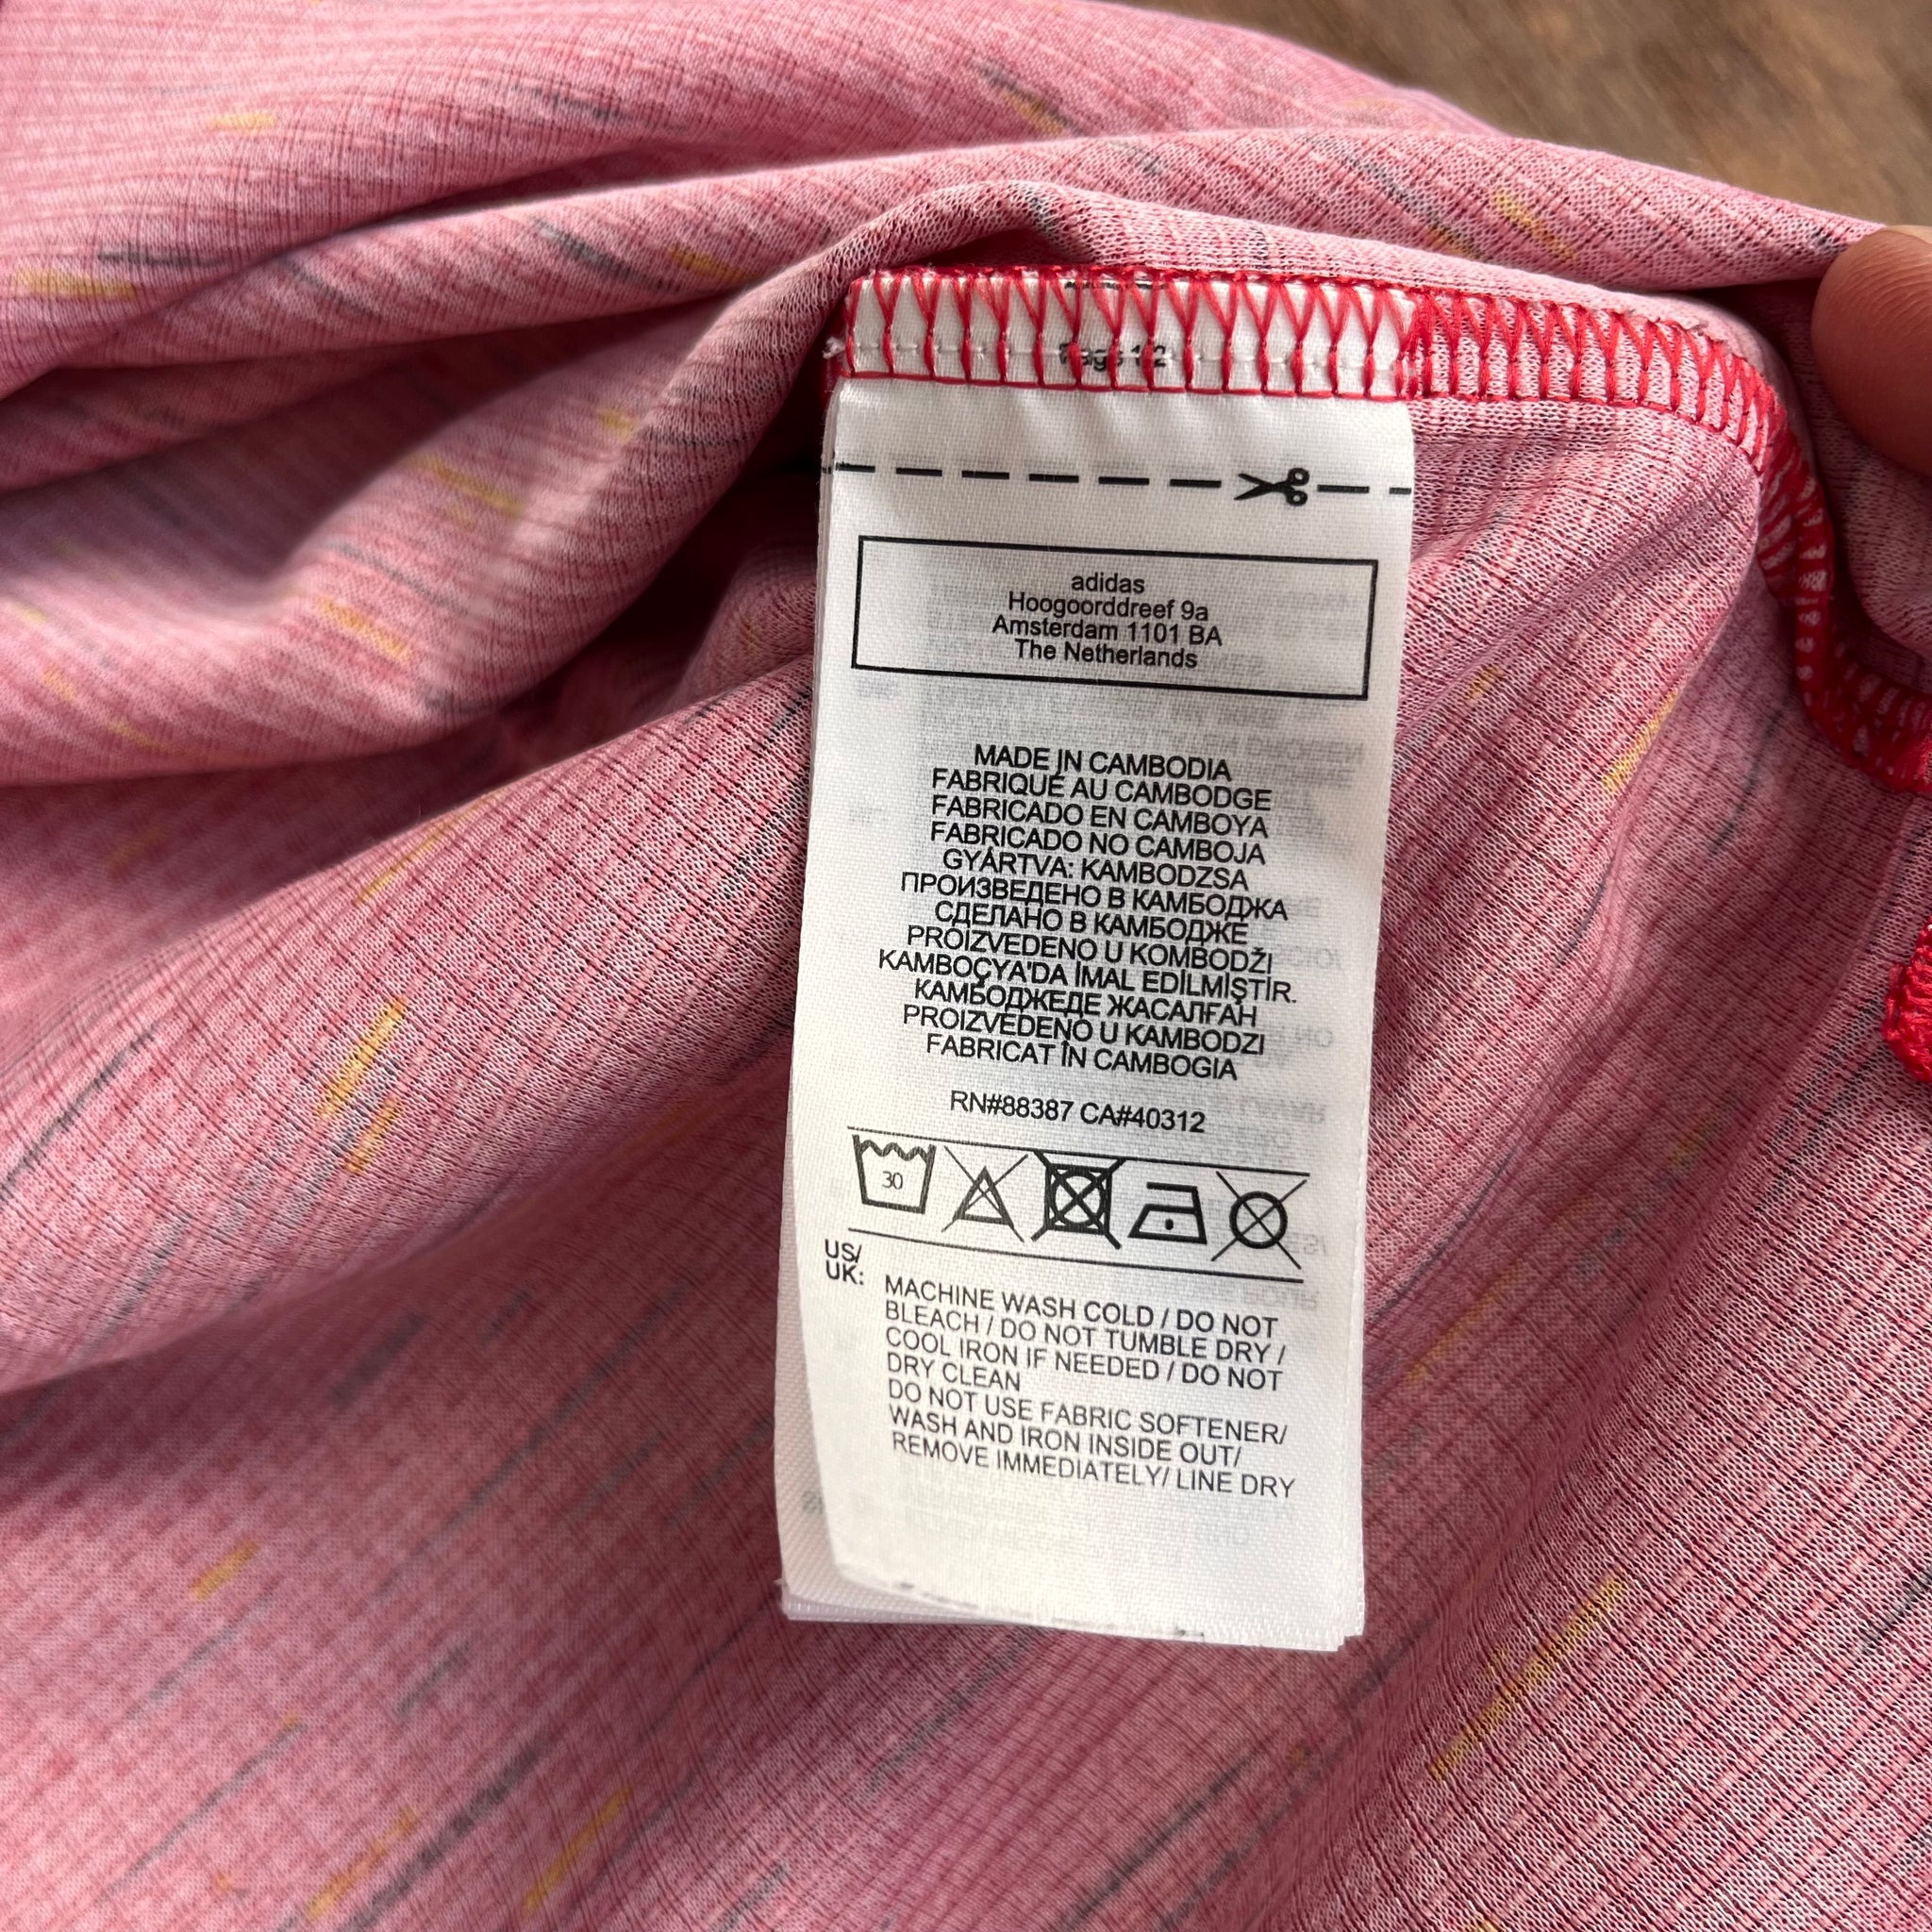 adidas
Hoogoorddreef 9a
Amsterdam 1101 BA
The Netherlands
MADE IN CAMBODIA
FABRIQUÉ AU CAMBODGE
FABRICADO EN CAMBOYA
FABRICADO NO CAMBOJA
GYÁRTVA: KAMBODZSA
ПРОИЗВЕДЕНО В КАМБОДЖА
СДЕЛАНО В КАМБОДЖЕ
PROIZVEDENO U KOMBODŽI
KAMBOÇYA'DA İMAL EDİLMİŞTİR.
КАМБОДЖЕДЕ ЖАСАЛҒАН
PROIZVEDENO U KAMBODZI
FABRICAT ÎN CAMBOGIA
RN#88387 CA#40312
30
US/
UK:
MACHINE WASH COLD / DO NOT
BLEACH / DO NOT TUMBLE DRY /
COOL IRON IF NEEDED / DO NOT
DRY CLEAN
DO NOT USE FABRIC SOFTENER/
WASH AND IRON INSIDE OUT/
REMOVE IMMEDIATELY/ LINE DRY